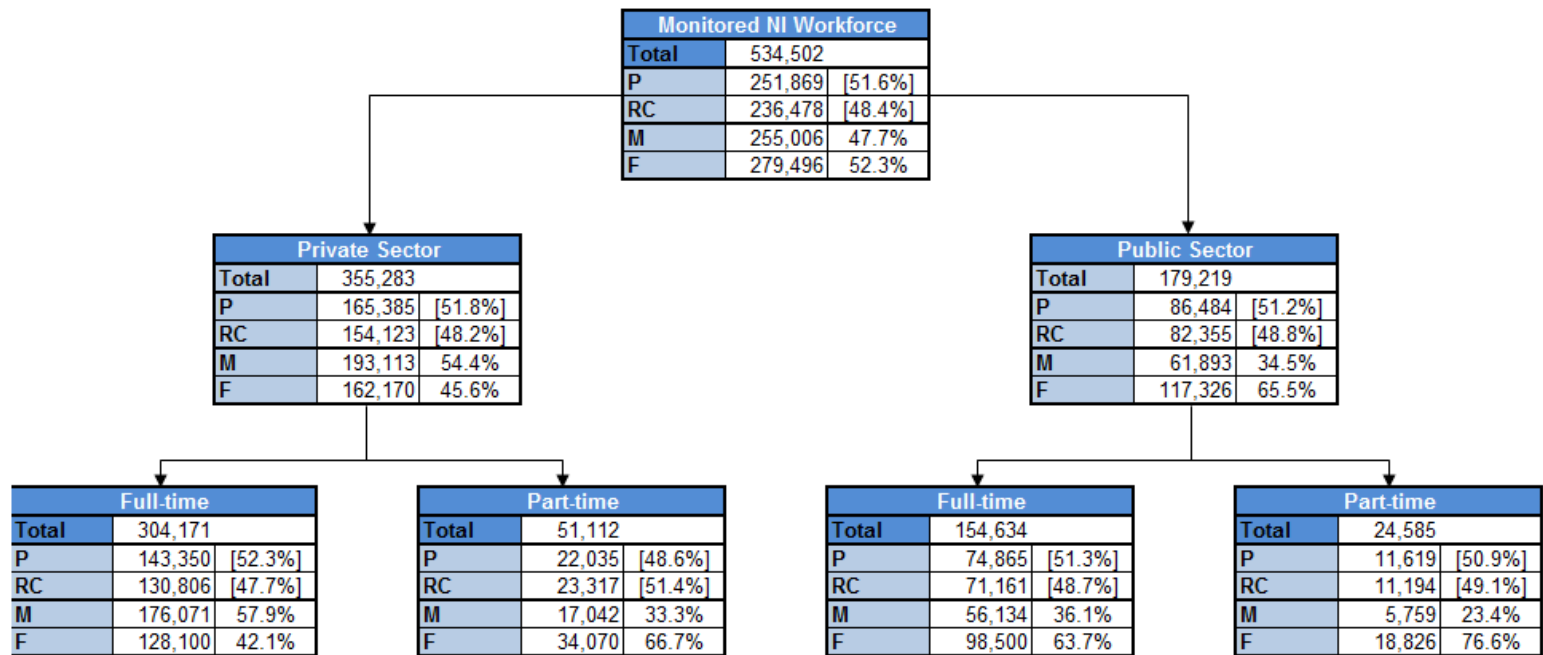 Monitored NI Workforce
Total 534,502
P 251,869 [51.6%]
RC 236,478 [48.4%]
M 255,006 47.7%
F 279,496 52.3%
Private Sector
Total 355,283
P 165,385 [51.8%]
RC 154,123 [48.2%]
M 193,113 54.4%
F 162,170 45.6%
Public Sector
Total 179,219
P 86,484 [51.2%]
RC 82,355 [48.8%]
M 61,893 34.5%
F 117,326 65.5%
Full-time
Total 304,171
P 143,350 [52.3%]
RC 130,806 [47.7%]
M 176,071 57.9%
F 128,100 42.1%
Part-time
Total 51,112
P 22,035 [48.6%]
RC 23,317 [51.4%]
M 17,042 33.3%
F 34,070 66.7%
Full-time
Total 154,634
P 74,865 [51.3%]
RC 71,161 [48.7%]
M 56,134 36.1%
F 98,500 63.7%
Part-time
Total 24,585
P 11,619 [50.9%]
RC 11,194 [49.1%]
M 5,759 23.4%
F 18,826 76.6%